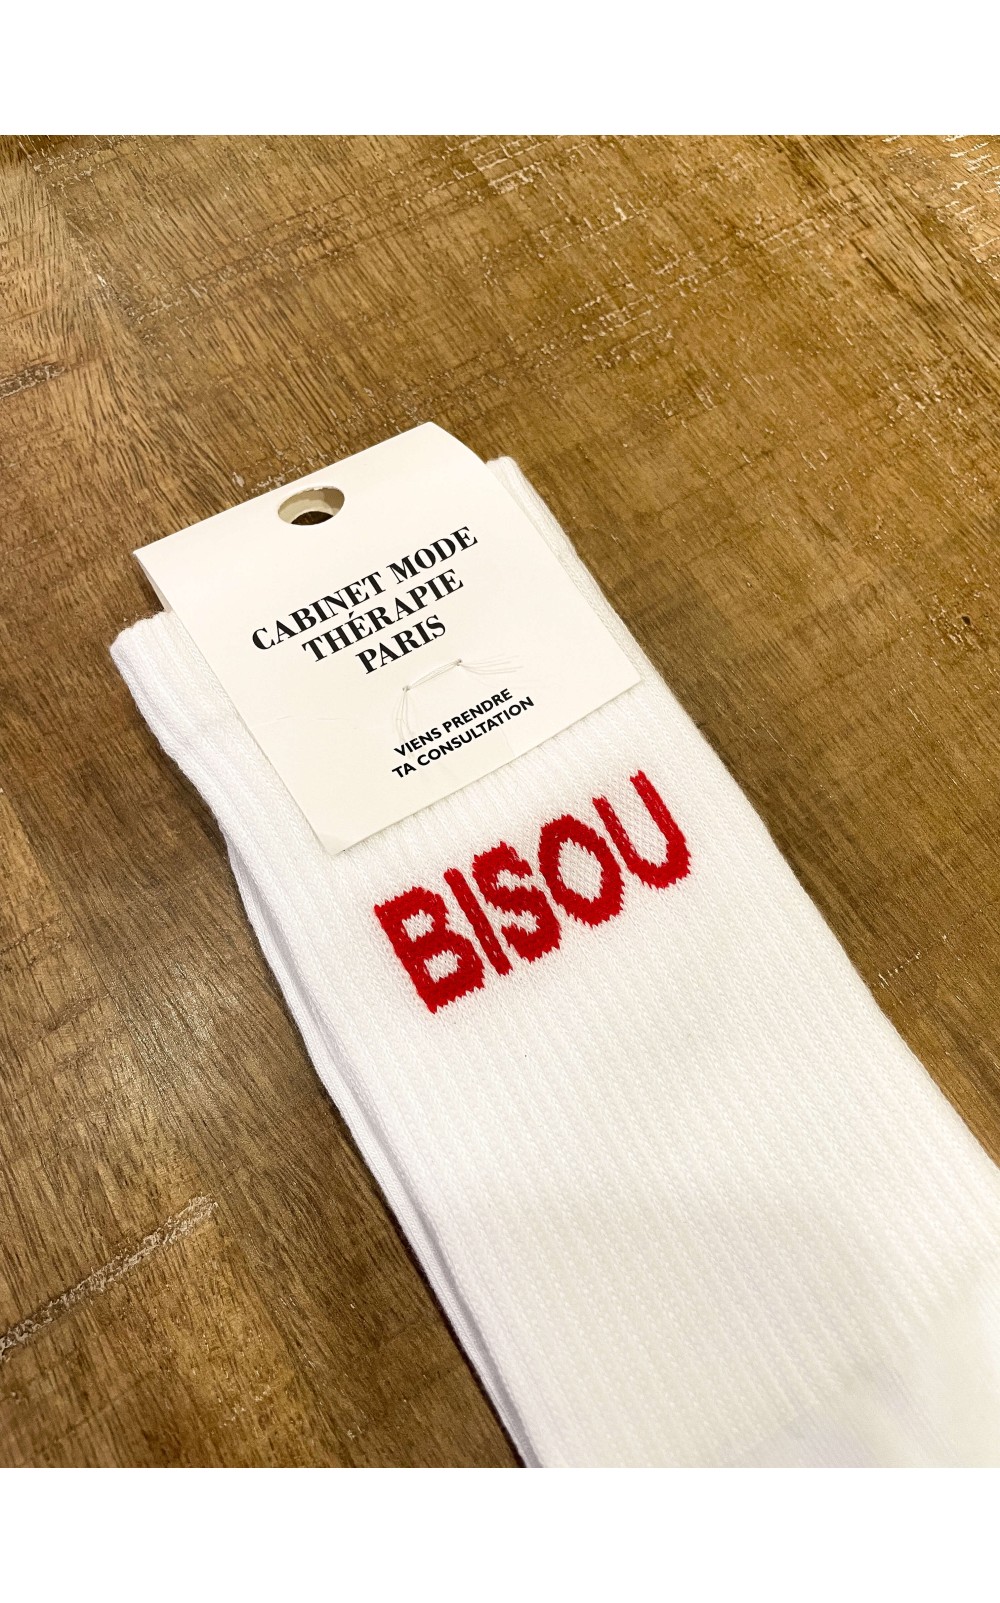 CABINET MODE
THÉRAPIE
PARIS
VIENS PRENDRE
TA CONSULTATION
BISOU